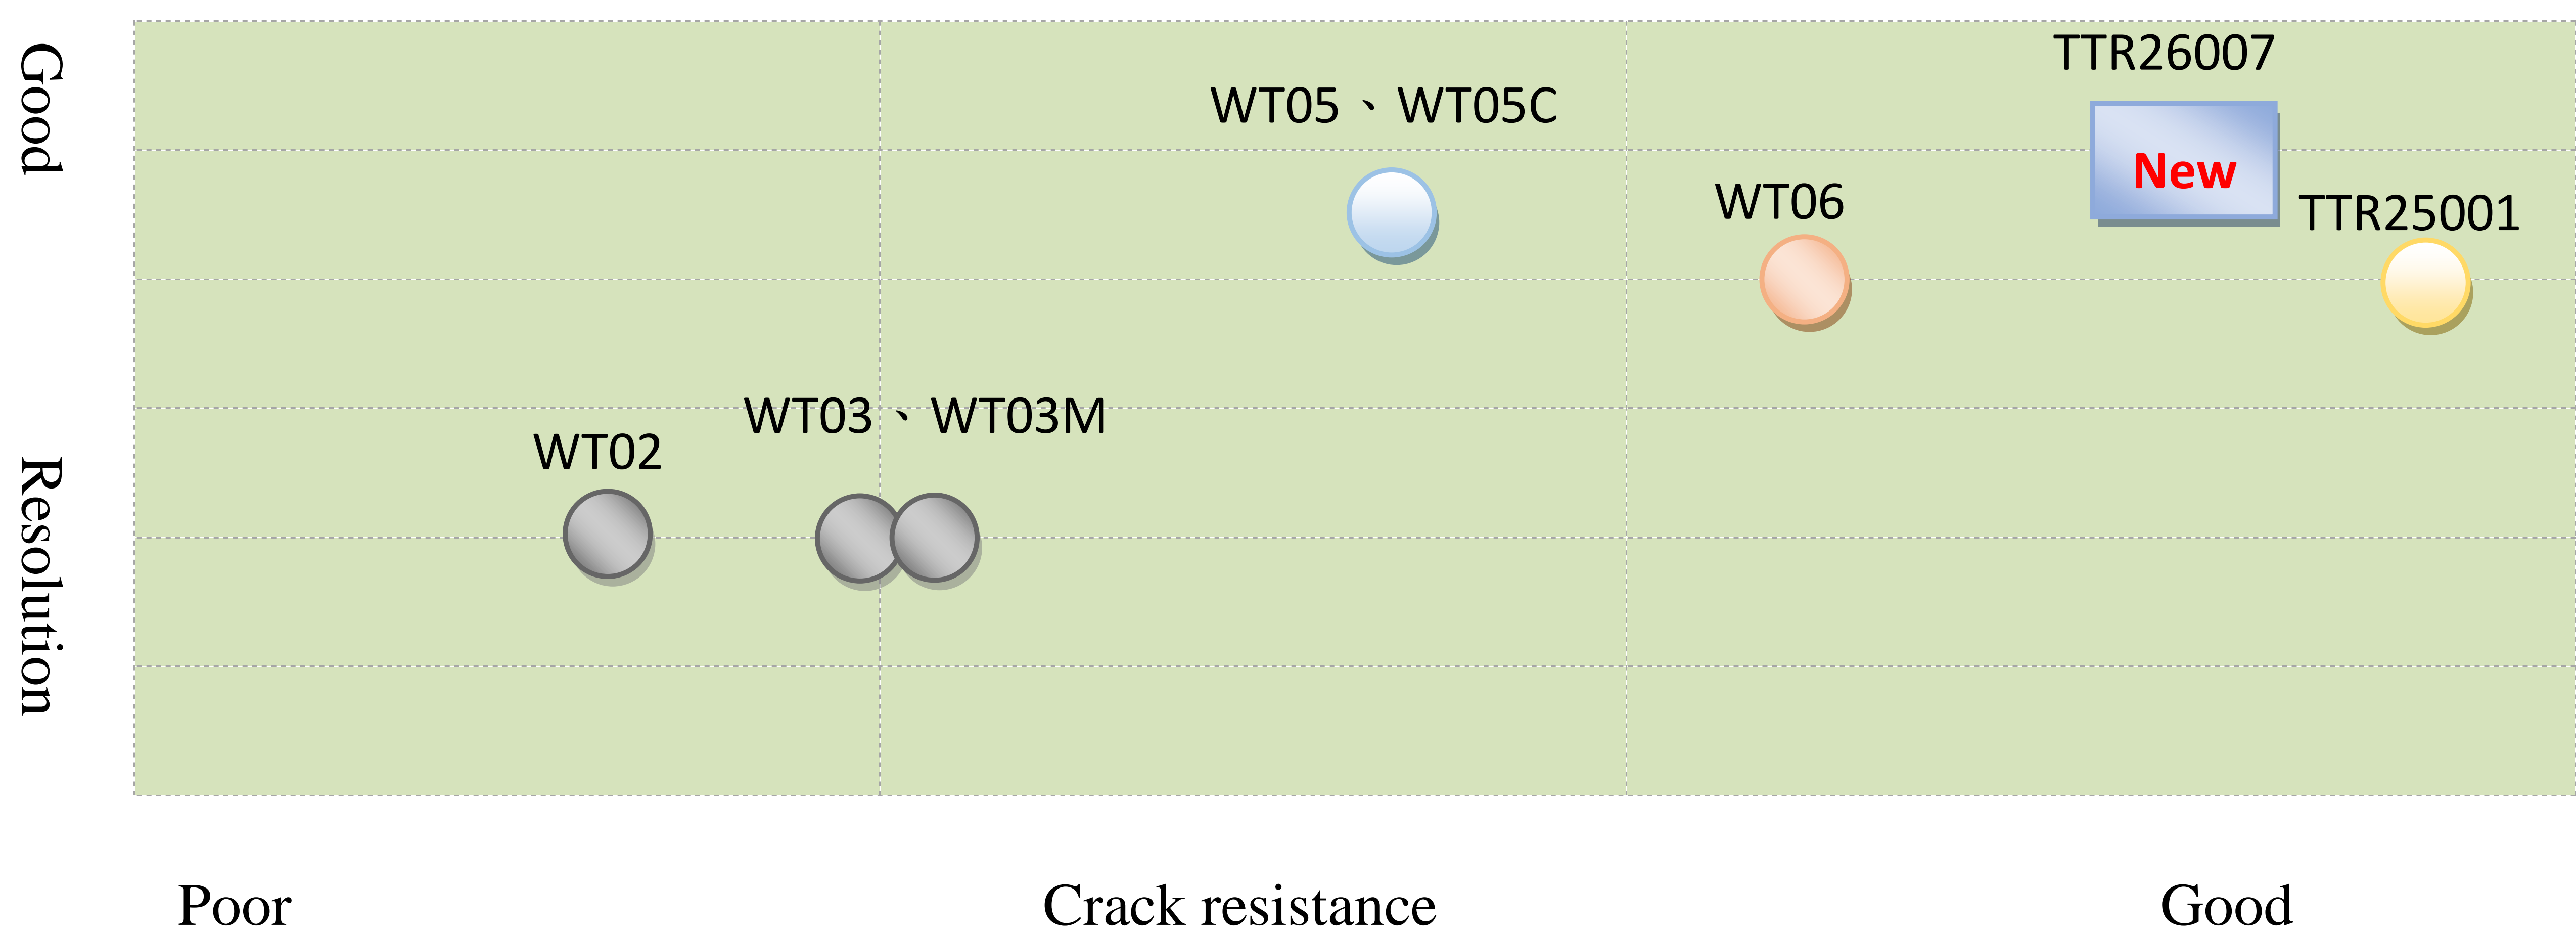 Good
Resolution
TTR26007
WT05、WT05C
New
WT06
TTR25001
WT03、WT03M
WT02
Poor
Crack resistance
Good